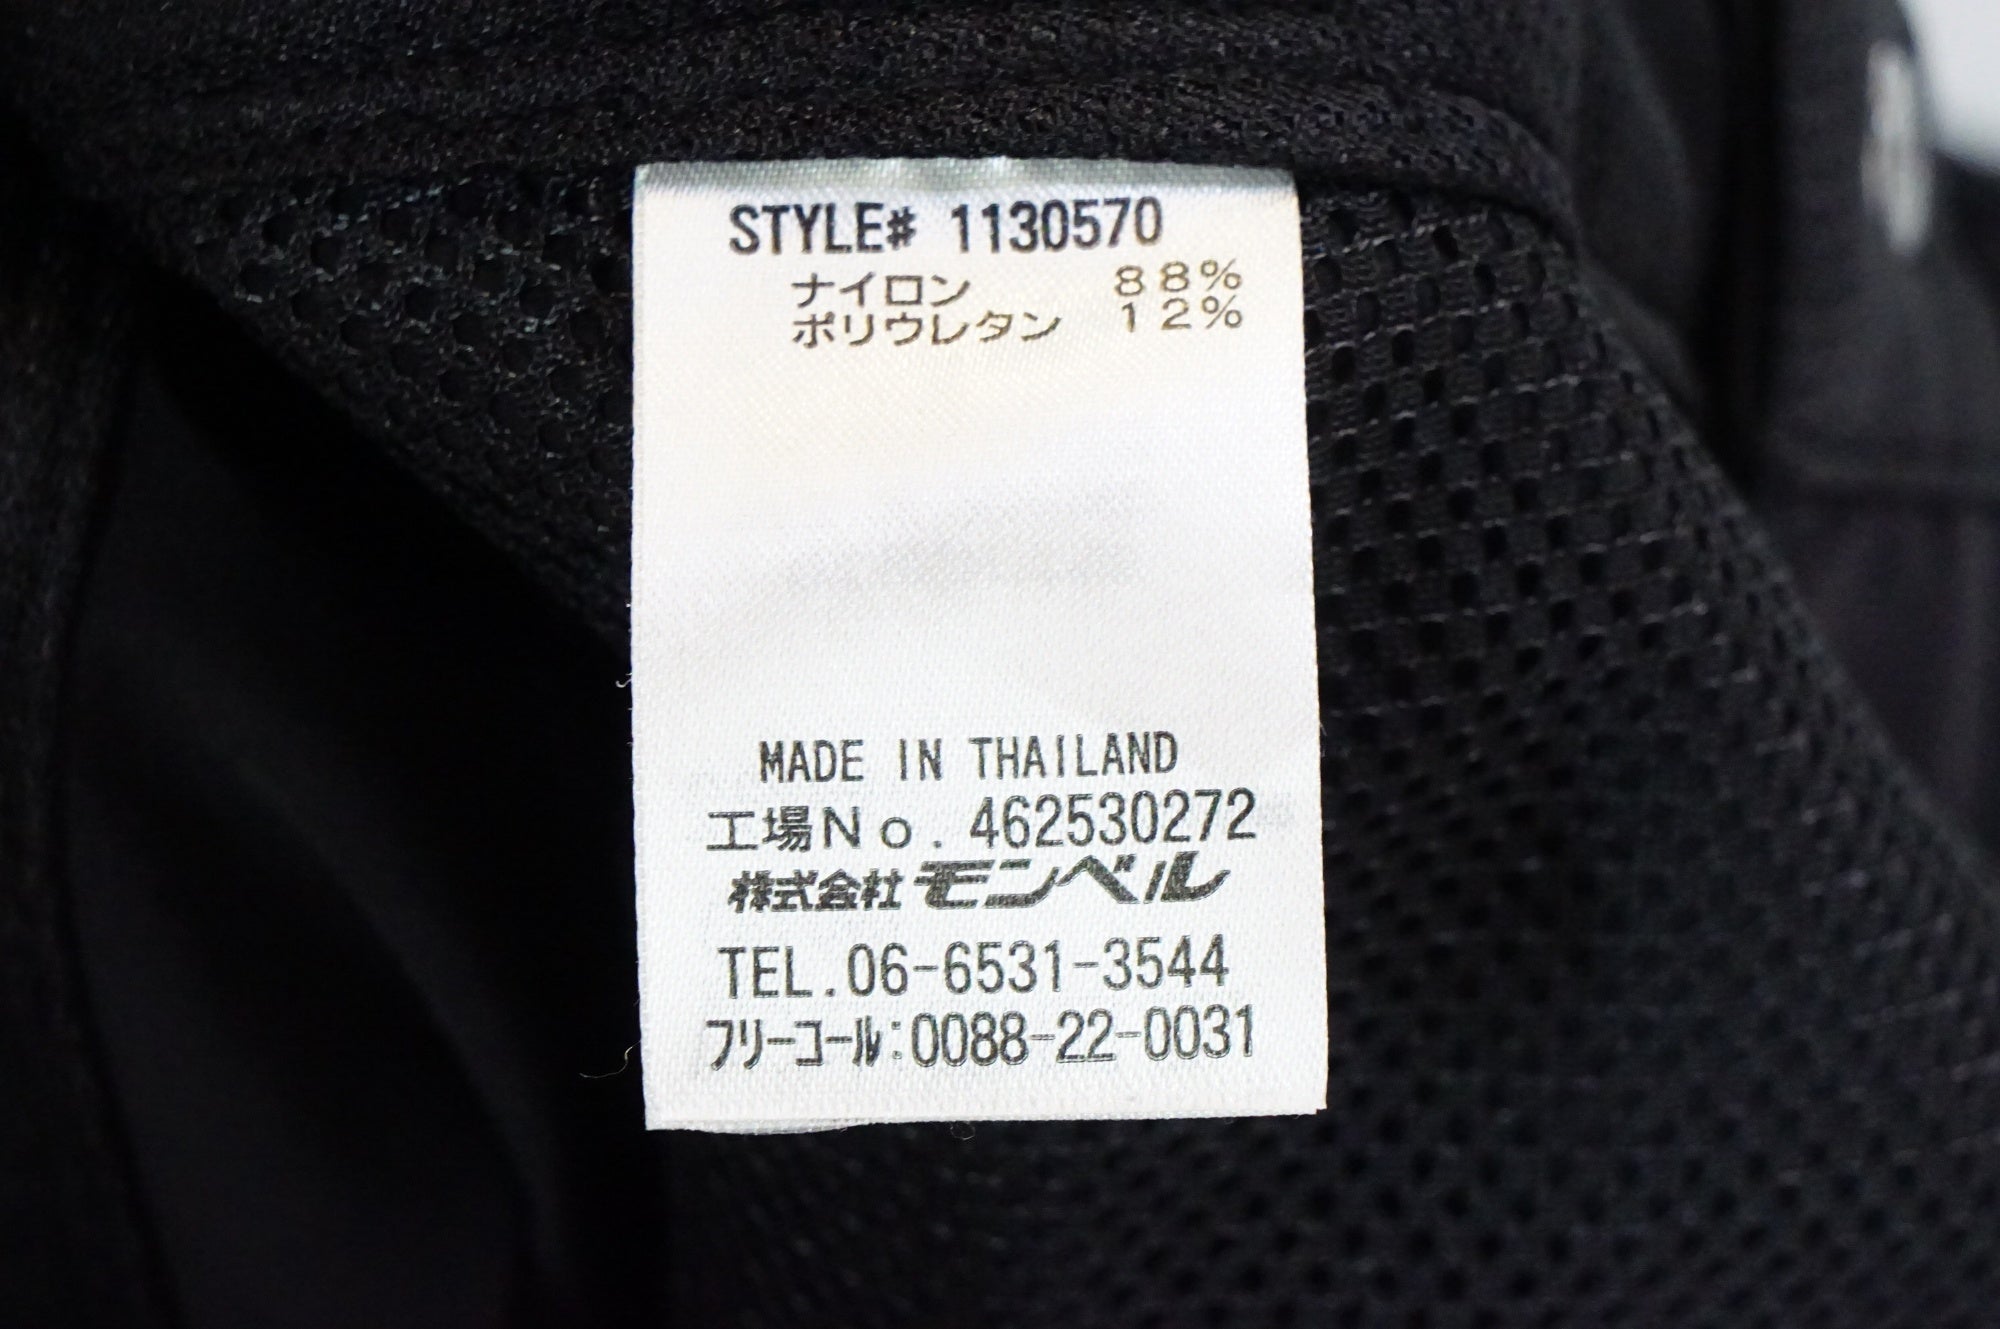 STYLE# 1130570
ナイロン 88%
ポリウレタン 12%
MADE IN THAILAND
工場No. 462530272
株式会社モンベル
TEL.06-6531-3544
フリーコール:0088-22-0031